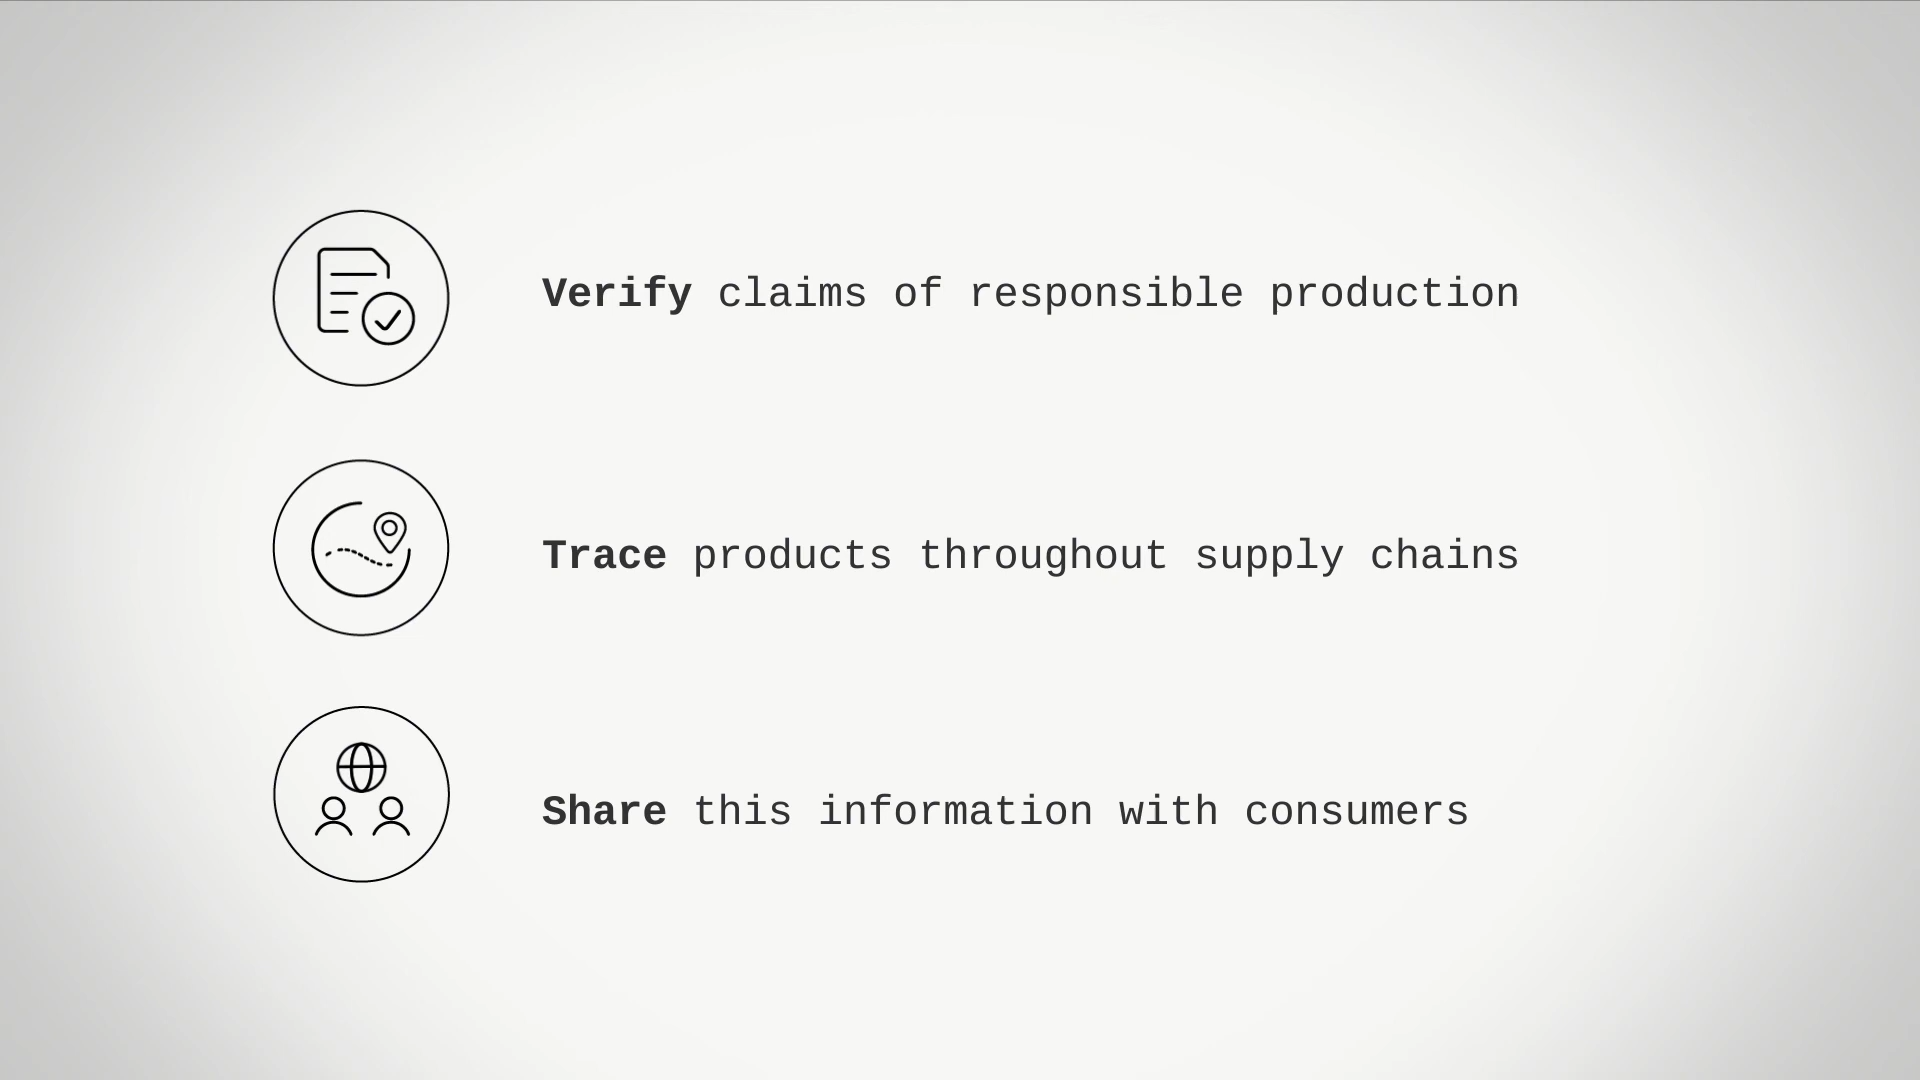 Verify claims of responsible production
Trace products throughout supply chains
Share this information with consumers